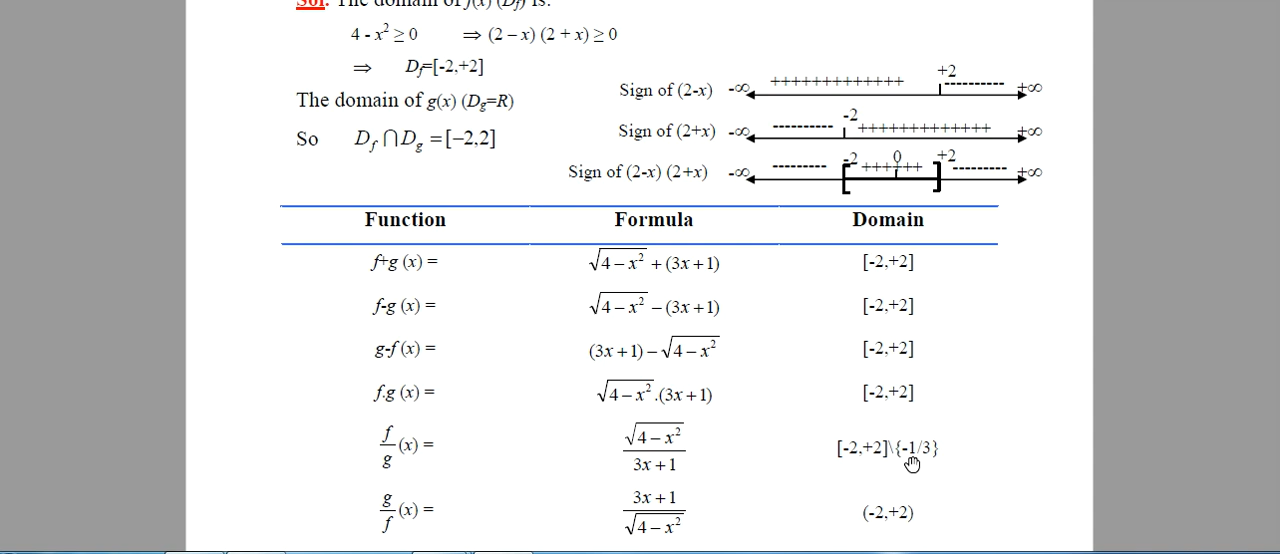 Sol: The domain of f(x) (Df) is:
4 - x² ≥ 0 ⇒ (2 – x) (2 + x) ≥ 0
⇒ Df=[-2,+2]
The domain of g(x) (Dg=R)
So Df ⋂ Dg =[−2,2]
Sign of (2-x) -∞ +++++++++++++ +2 ---------- +∞
Sign of (2+x) -∞ ---------- -2 ++++++++++++++ +∞
Sign of (2-x) (2+x) -∞ --------- [ -2 ++++++ 0 ] +2 --------- +∞
Function Formula Domain
f+g (x) = √(4−x²) + (3x+1) [-2,+2]
f-g (x) = √(4−x²) − (3x+1) [-2,+2]
g-f (x) = (3x+1) − √(4−x²) [-2,+2]
f.g (x) = √(4−x²).(3x+1) [-2,+2]
f/g (x) = √(4−x²) / 3x+1 [-2,+2]\{-1/3}
g/f (x) = 3x+1 / √(4−x²) (-2,+2)